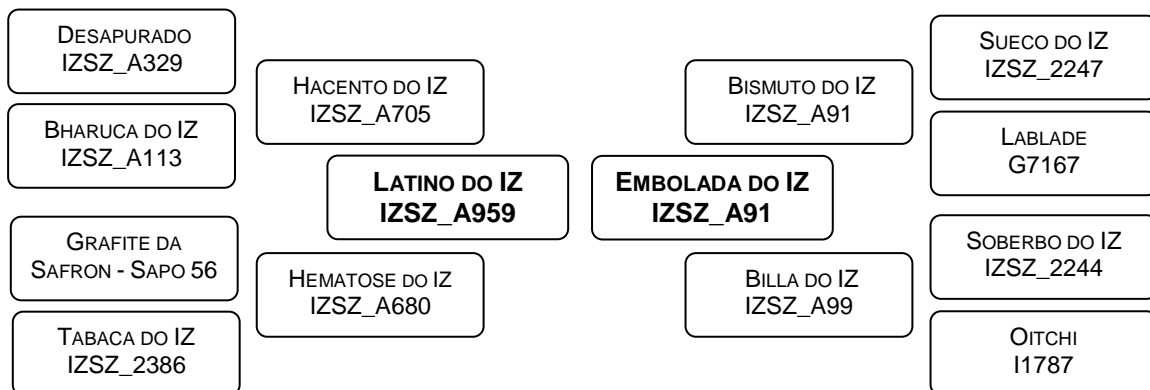 DESAPURADO
IZSZ_A329
BHARUCA DO IZ
IZSZ_A113
GRAFITE DA
SAFRON - SAPO 56
TABACA DO IZ
IZSZ_2386
HACENTO DO IZ
IZSZ_A705
HEMATOSE DO IZ
IZSZ_A680
LATINO DO IZ
IZSZ_A959
EMBOLADA DO IZ
IZSZ_A91
BISMUTO DO IZ
IZSZ_A91
BILLA DO IZ
IZSZ_A99
SUECO DO IZ
IZSZ_2247
LABLADE
G7167
SOBERBO DO IZ
IZSZ_2244
OITCHI
I1787